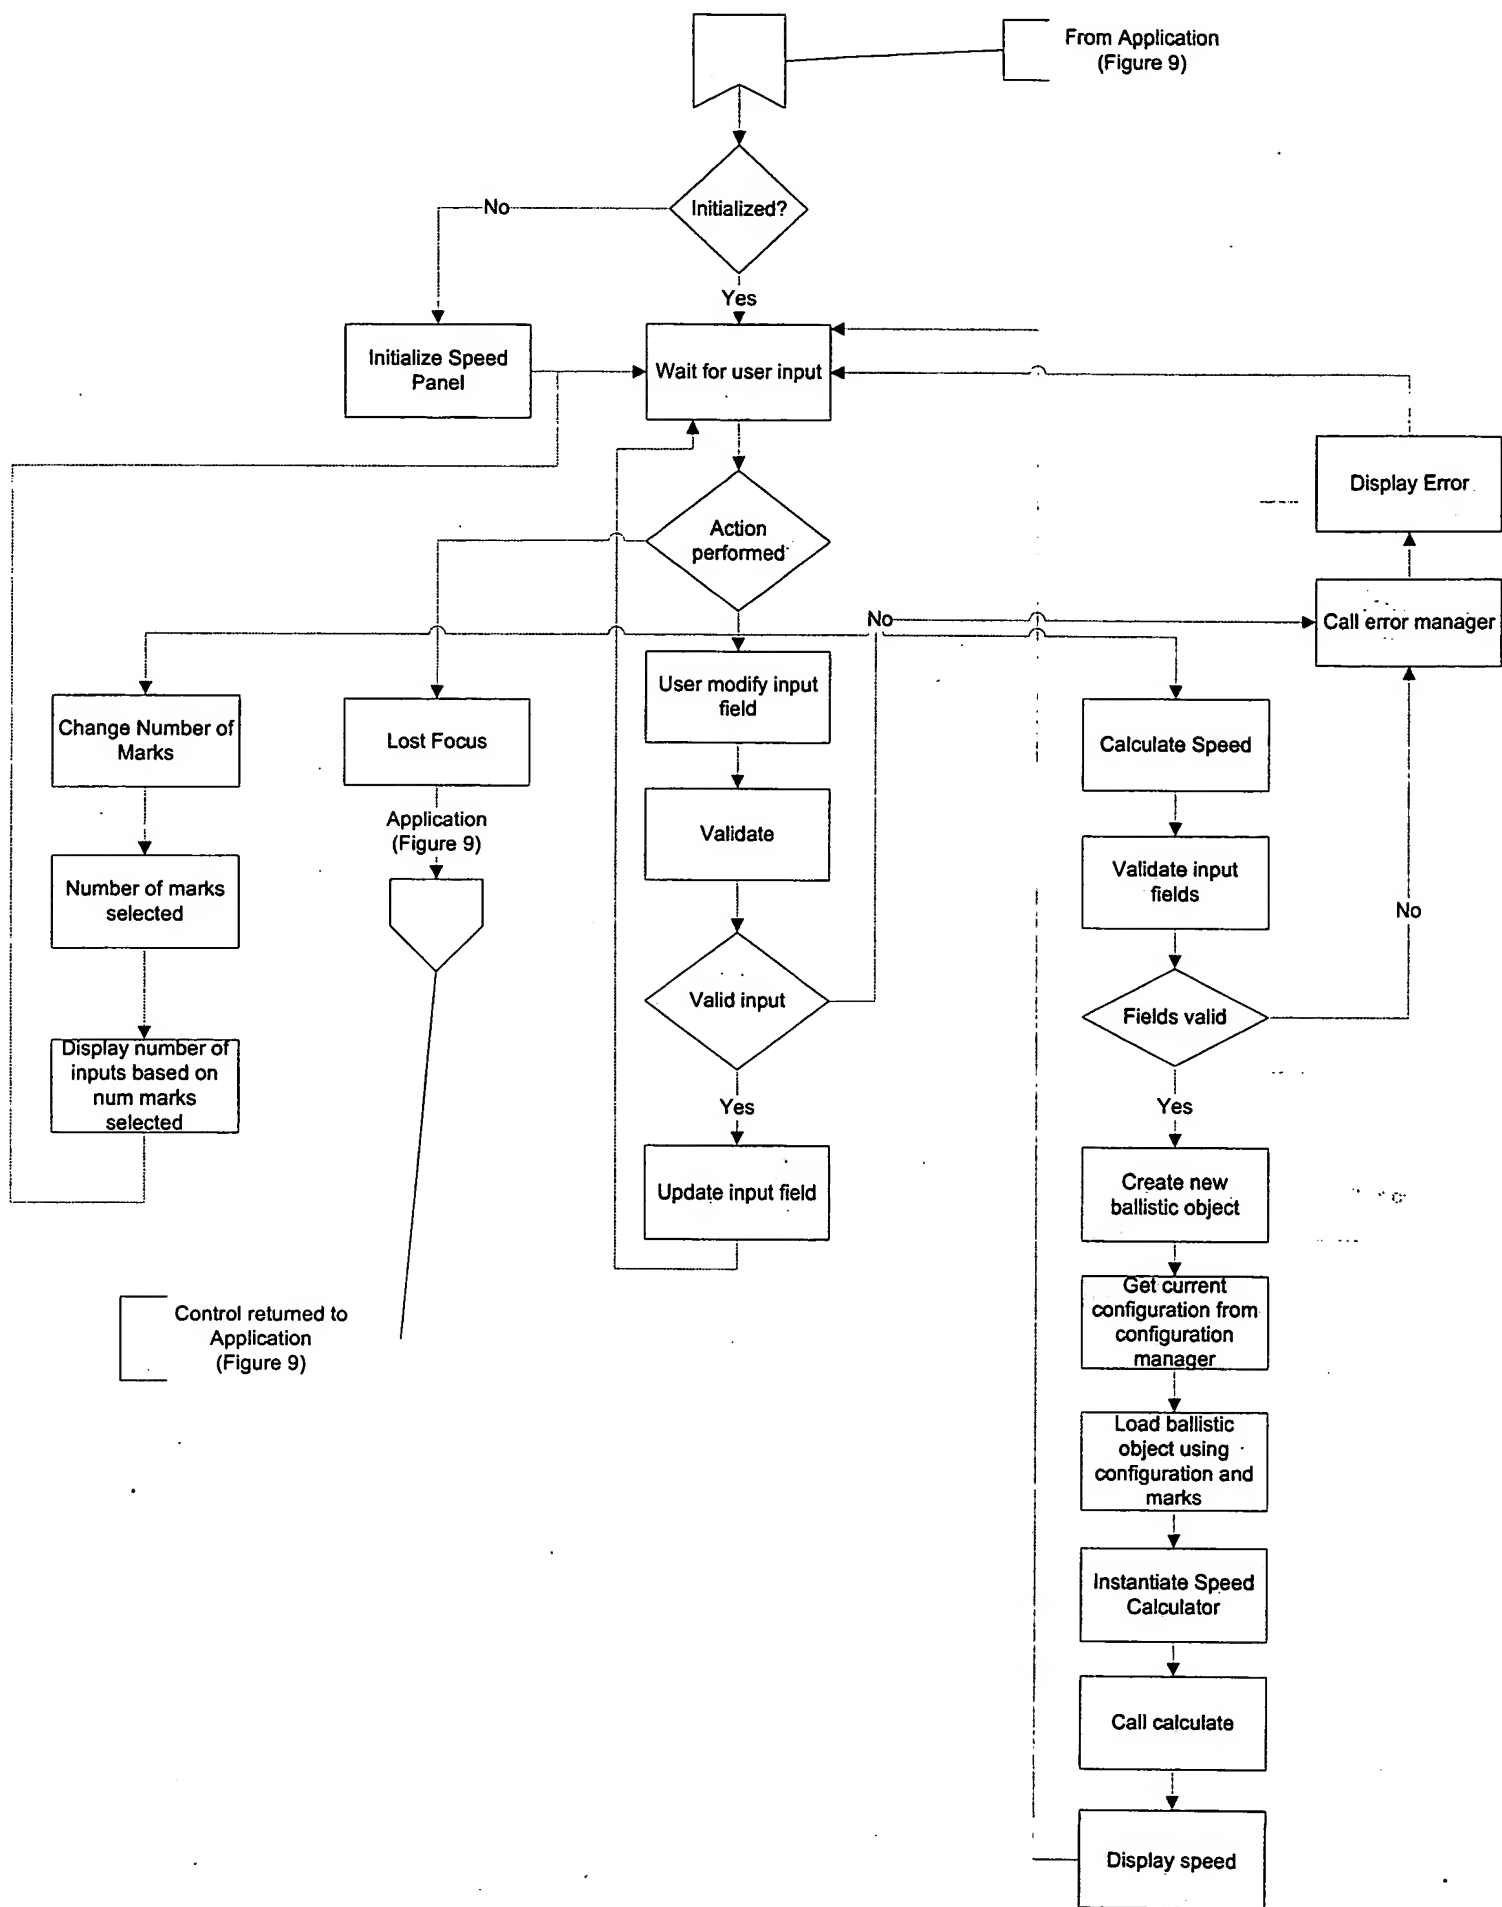 From Application
(Figure 9)
Initialized?
No
Yes
Initialize Speed
Panel
Wait for user input
Display Error
Action
performed
No
Call error manager
User modify input
field
Change Number of
Marks
Lost Focus
Calculate Speed
Application
(Figure 9)
Validate
Validate input
fields
Number of marks
selected
No
Valid input
Fields valid
Display number of
inputs based on
num marks
selected
Yes
Yes
Update input field
Create new
ballistic object
Get current
configuration from
configuration
manager
Control returned to
Application
(Figure 9)
Load ballistic
object using
configuration and
marks
Instantiate Speed
Calculator
Call calculate
Display speed